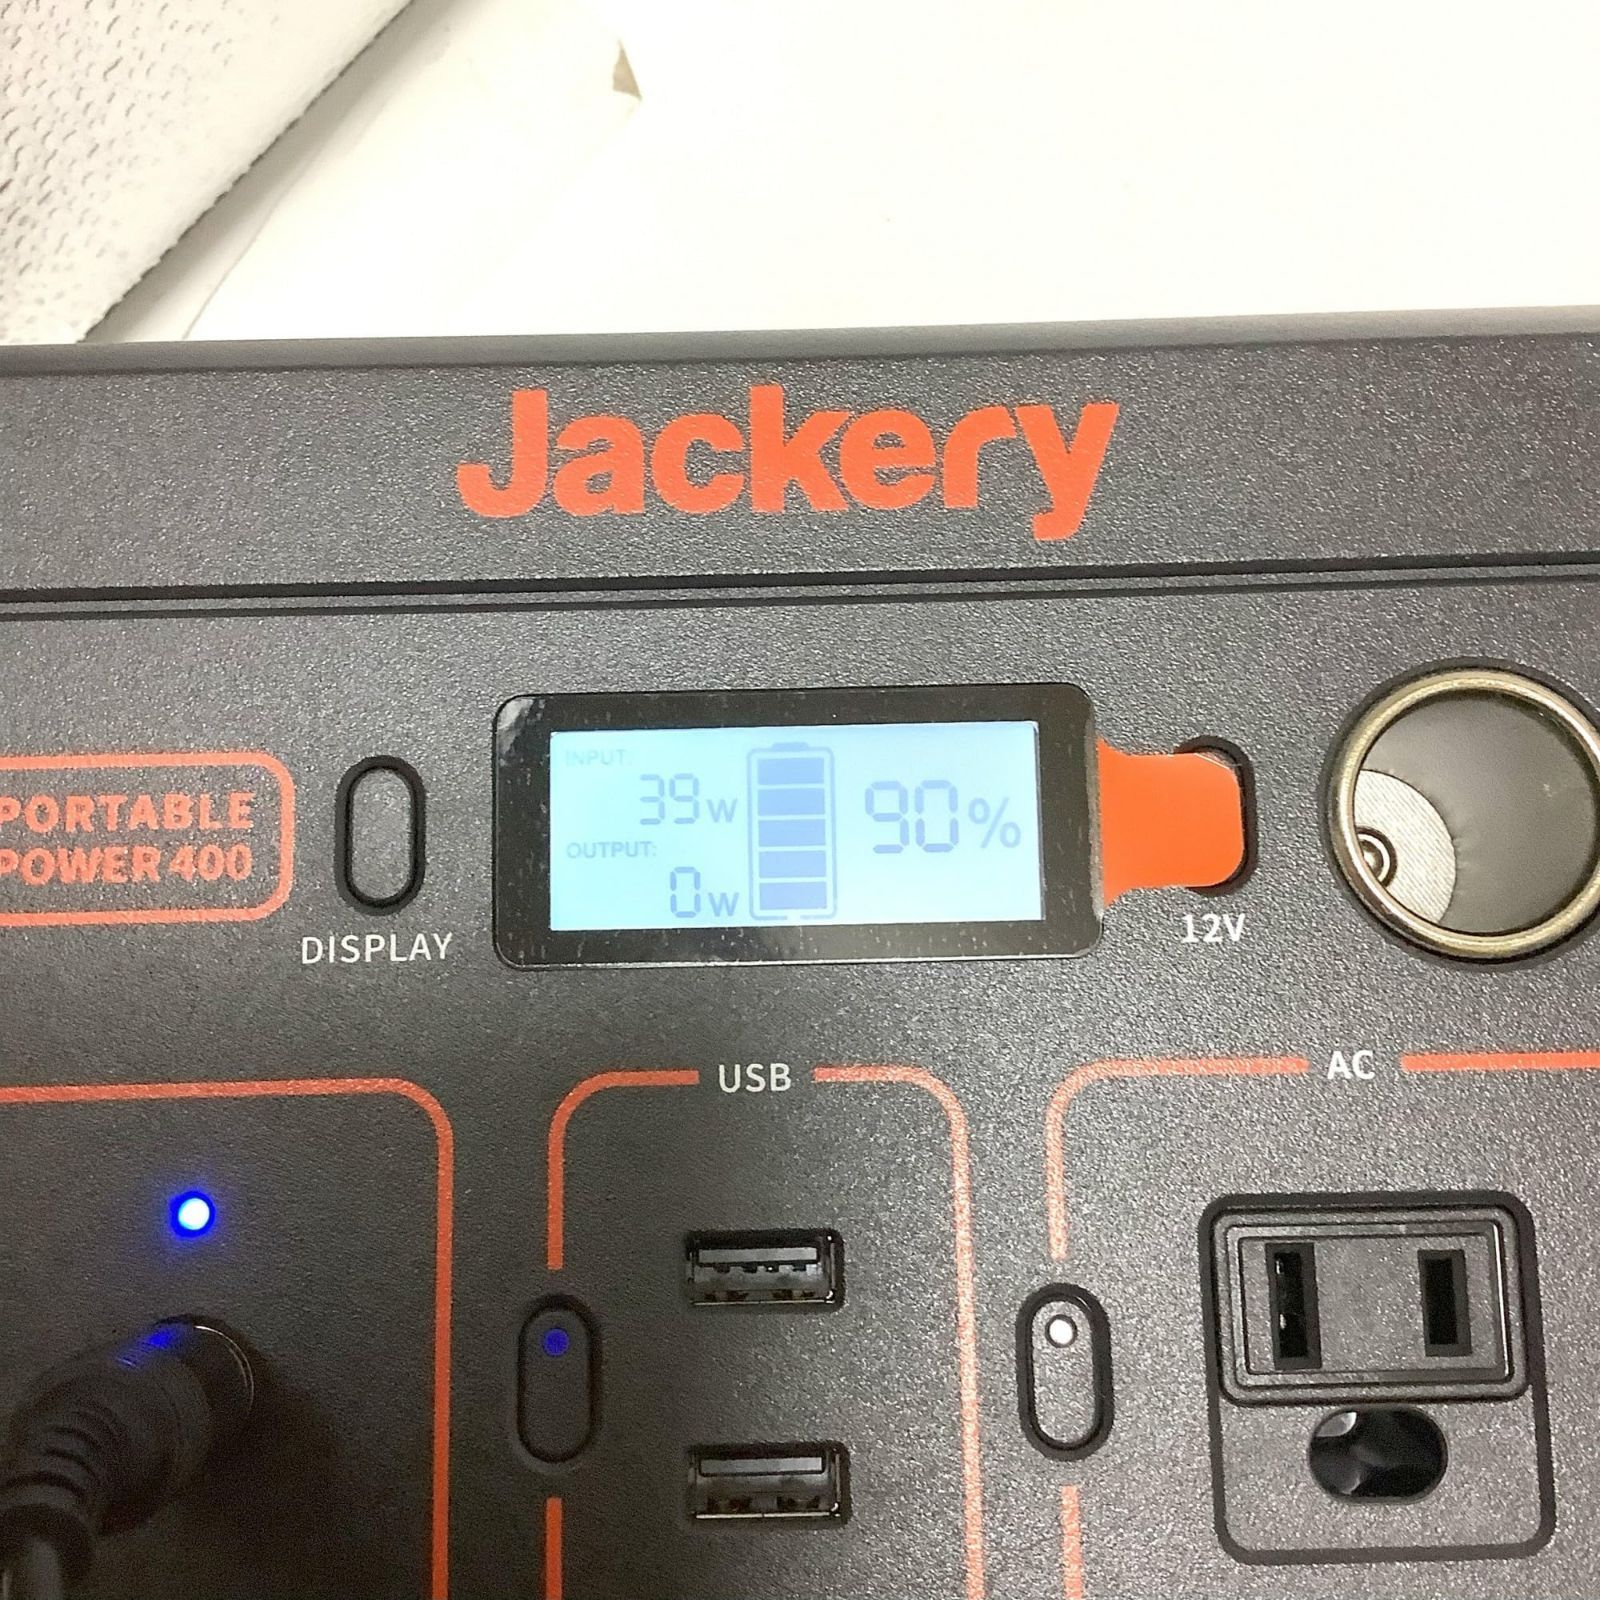 Jackery
PORTABLE
POWER 400
DISPLAY
INPUT:
39W
OUTPUT:
0W
90%
12V
USB
AC